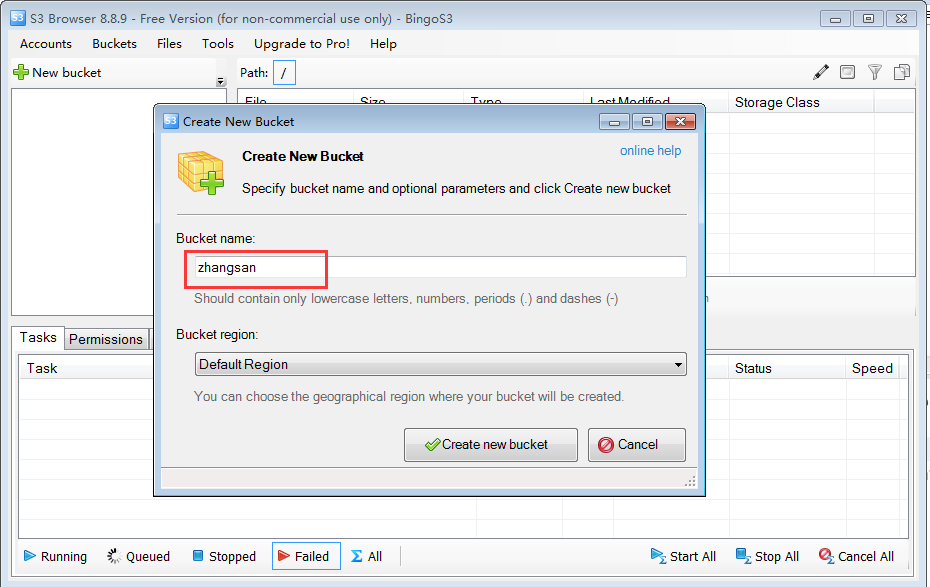 S3 Browser 8.8.9 - Free Version (for non-commercial use only) - BingoS3
Accounts Buckets Files Tools Upgrade to Pro! Help
New bucket Path: /
File Size Type Last Modified Storage Class
S3 Create New Bucket
Create New Bucket online help
Specify bucket name and optional parameters and click Create new bucket
Bucket name:
zhangsan
Should contain only lowercase letters, numbers, periods (.) and dashes (-)
Bucket region:
Default Region
You can choose the geographical region where your bucket will be created.
Create new bucket Cancel
Tasks Permissions
Task Status Speed
Running Queued Stopped Failed All Start All Stop All Cancel All